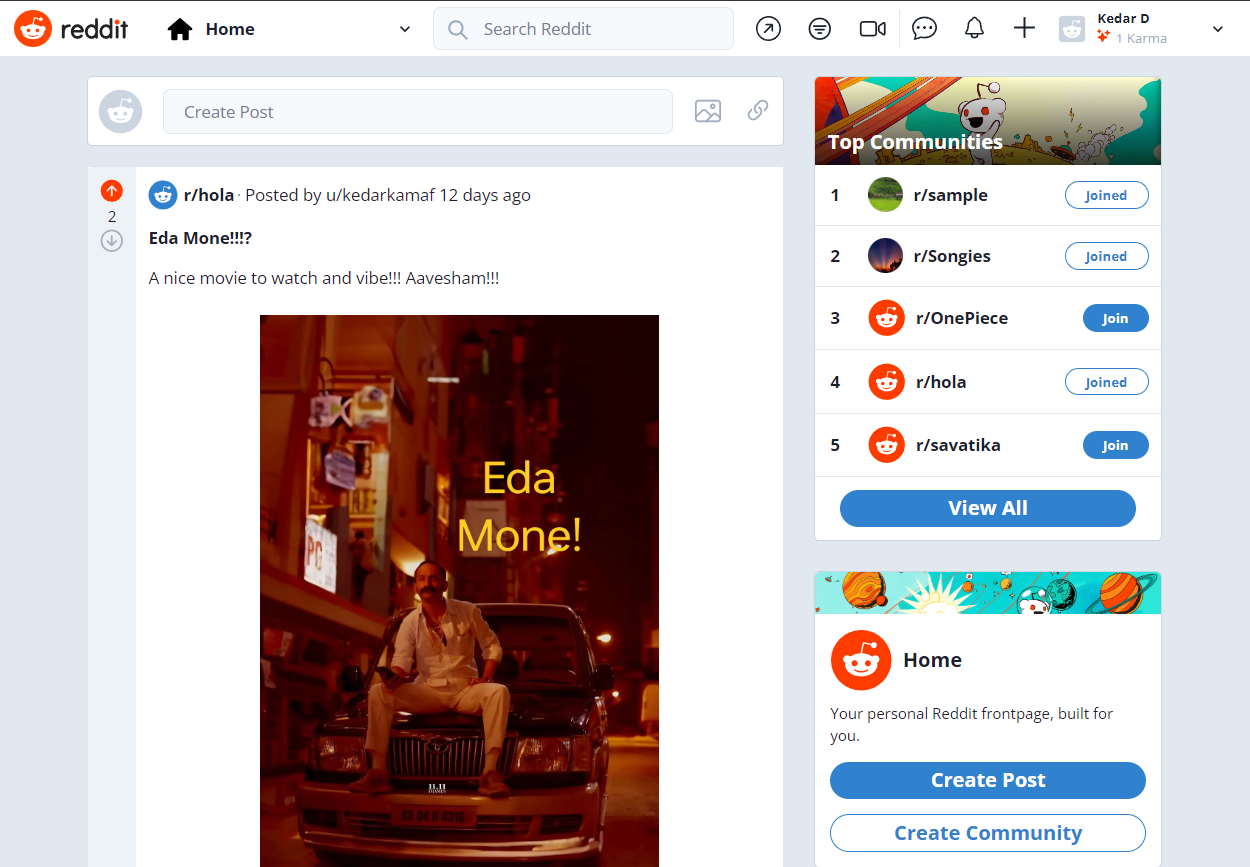 reddit
Home
Search Reddit
Kedar D
1 Karma
Create Post
r/hola · Posted by u/kedarkamaf 12 days ago
2
Eda Mone!!!?
A nice movie to watch and vibe!!! Aavesham!!!
Eda
Mone!
PG
11.11
Top Communities
1 r/sample Joined
2 r/Songies Joined
3 r/OnePiece Join
4 r/hola Joined
5 r/savatika Join
View All
Home
Your personal Reddit frontpage, built for
you.
Create Post
Create Community